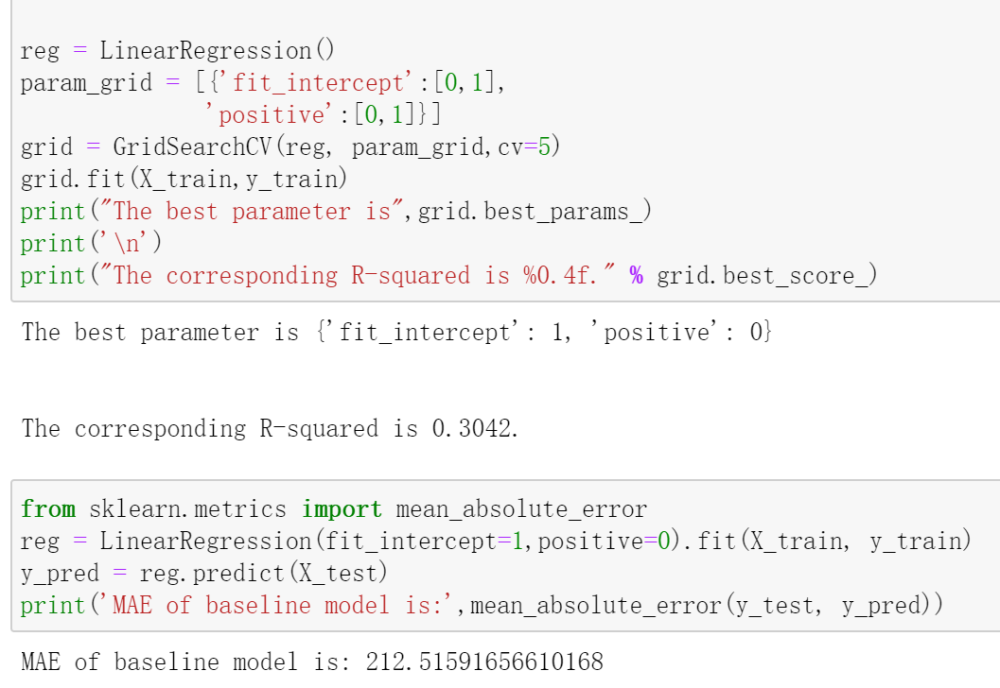 reg = LinearRegression()
param_grid = [{'fit_intercept':[0,1],
'positive':[0,1]}]
grid = GridSearchCV(reg, param_grid,cv=5)
grid.fit(X_train,y_train)
print("The best parameter is",grid.best_params_)
print('\n')
print("The corresponding R-squared is %0.4f." % grid.best_score_)
The best parameter is {'fit_intercept': 1, 'positive': 0}
The corresponding R-squared is 0.3042.
from sklearn.metrics import mean_absolute_error
reg = LinearRegression(fit_intercept=1,positive=0).fit(X_train, y_train)
y_pred = reg.predict(X_test)
print('MAE of baseline model is:',mean_absolute_error(y_test, y_pred))
MAE of baseline model is: 212.51591656610168